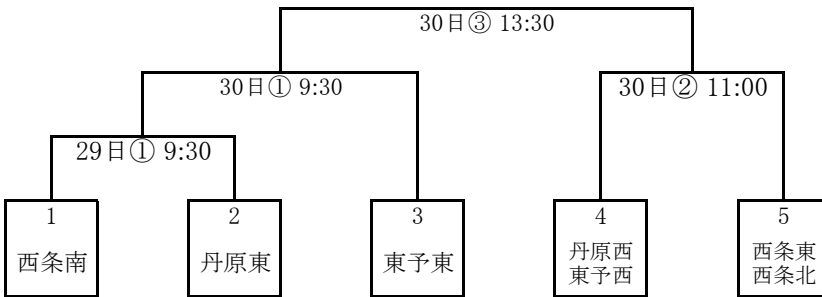 30日③ 13:30
30日① 9:30
30日② 11:00
29日① 9:30
1
2
3
4
5
西条南
丹原東
東予東
丹原西
東予西
西条東
西条北